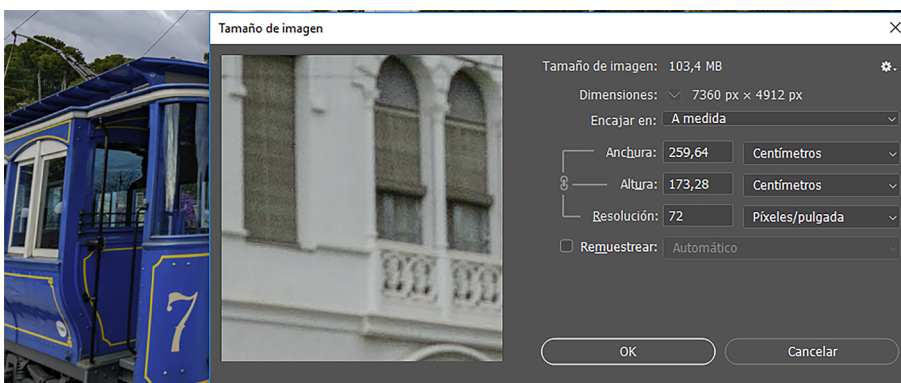 Tamaño de imagen
Tamaño de imagen: 103,4 MB
Dimensiones: 7360 px × 4912 px
Encajar en: A medida
Anchura: 259,64 Centímetros
Altura: 173,28 Centímetros
Resolución: 72 Píxeles/pulgada
Remuestrear: Automático
OK Cancelar
7